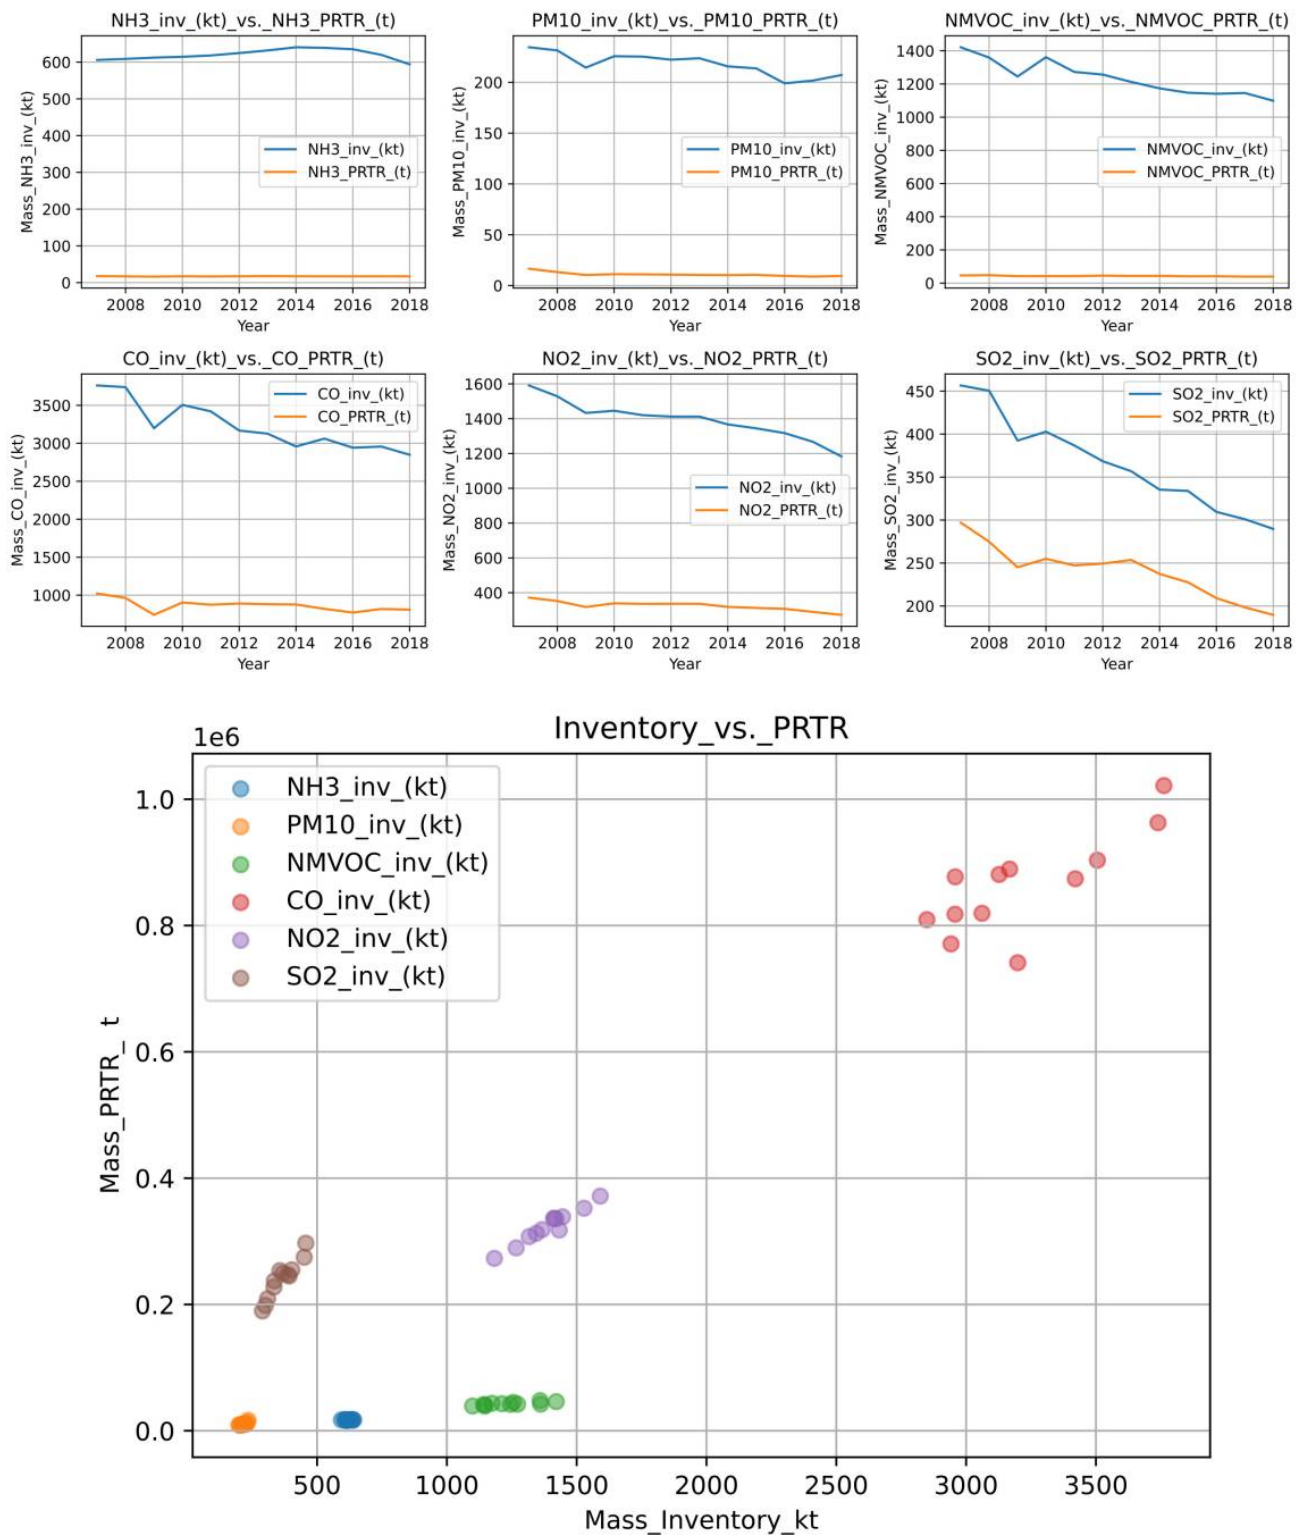 NH3_inv_(kt)_vs._NH3_PRTR_(t)
Mass_NH3_inv_(kt)
600
500
400
300
200
100
0
NH3_inv_(kt)
NH3_PRTR_(t)
2008 2010 2012 2014 2016 2018
Year
PM10_inv_(kt)_vs._PM10_PRTR_(t)
Mass_PM10_inv_(kt)
200
150
100
50
0
PM10_inv_(kt)
PM10_PRTR_(t)
2008 2010 2012 2014 2016 2018
Year
NMVOC_inv_(kt)_vs._NMVOC_PRTR_(t)
Mass_NMVOC_inv_(kt)
1400
1200
1000
800
600
400
200
0
NMVOC_inv_(kt)
NMVOC_PRTR_(t)
2008 2010 2012 2014 2016 2018
Year
CO_inv_(kt)_vs._CO_PRTR_(t)
Mass_CO_inv_(kt)
3500
3000
2500
2000
1500
1000
CO_inv_(kt)
CO_PRTR_(t)
2008 2010 2012 2014 2016 2018
Year
NO2_inv_(kt)_vs._NO2_PRTR_(t)
Mass_NO2_inv_(kt)
1600
1400
1200
1000
800
600
400
NO2_inv_(kt)
NO2_PRTR_(t)
2008 2010 2012 2014 2016 2018
Year
SO2_inv_(kt)_vs._SO2_PRTR_(t)
Mass_SO2_inv_(kt)
450
400
350
300
250
200
SO2_inv_(kt)
SO2_PRTR_(t)
2008 2010 2012 2014 2016 2018
Year
Inventory_vs._PRTR
1e6
Mass_PRTR_ t
1.0
0.8
0.6
0.4
0.2
0.0
NH3_inv_(kt)
PM10_inv_(kt)
NMVOC_inv_(kt)
CO_inv_(kt)
NO2_inv_(kt)
SO2_inv_(kt)
500 1000 1500 2000 2500 3000 3500
Mass_Inventory_kt